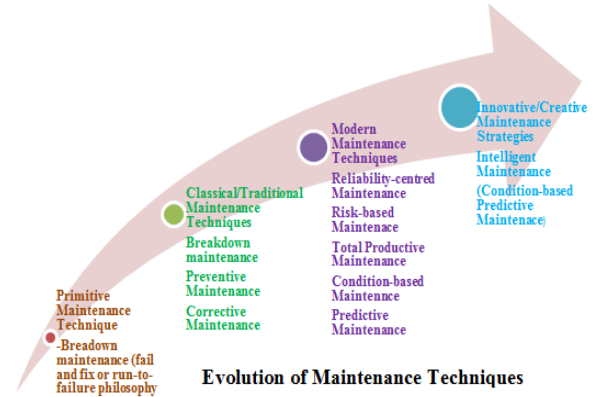 Primitive
Maintenance
Technique
-Breadown
maintenance (fail
and fix or run-to-
failure philosophy
Classical/Traditional
Maintenance
Techniques
Breakdown
maintenance
Preventive
Maintenance
Corrective
Maintenance
Modern
Maintenance
Techniques
Reliability-centred
Maintenance
Risk-based
Maintenace
Total Productive
Maintenance
Condition-based
Maintennce
Predictive
Maintenance
Innovative/Creative
Maintenance
Strategies
Intelligent
Maintenance
(Condition-based
Predictive
Maintenace)
Evolution of Maintenance Techniques